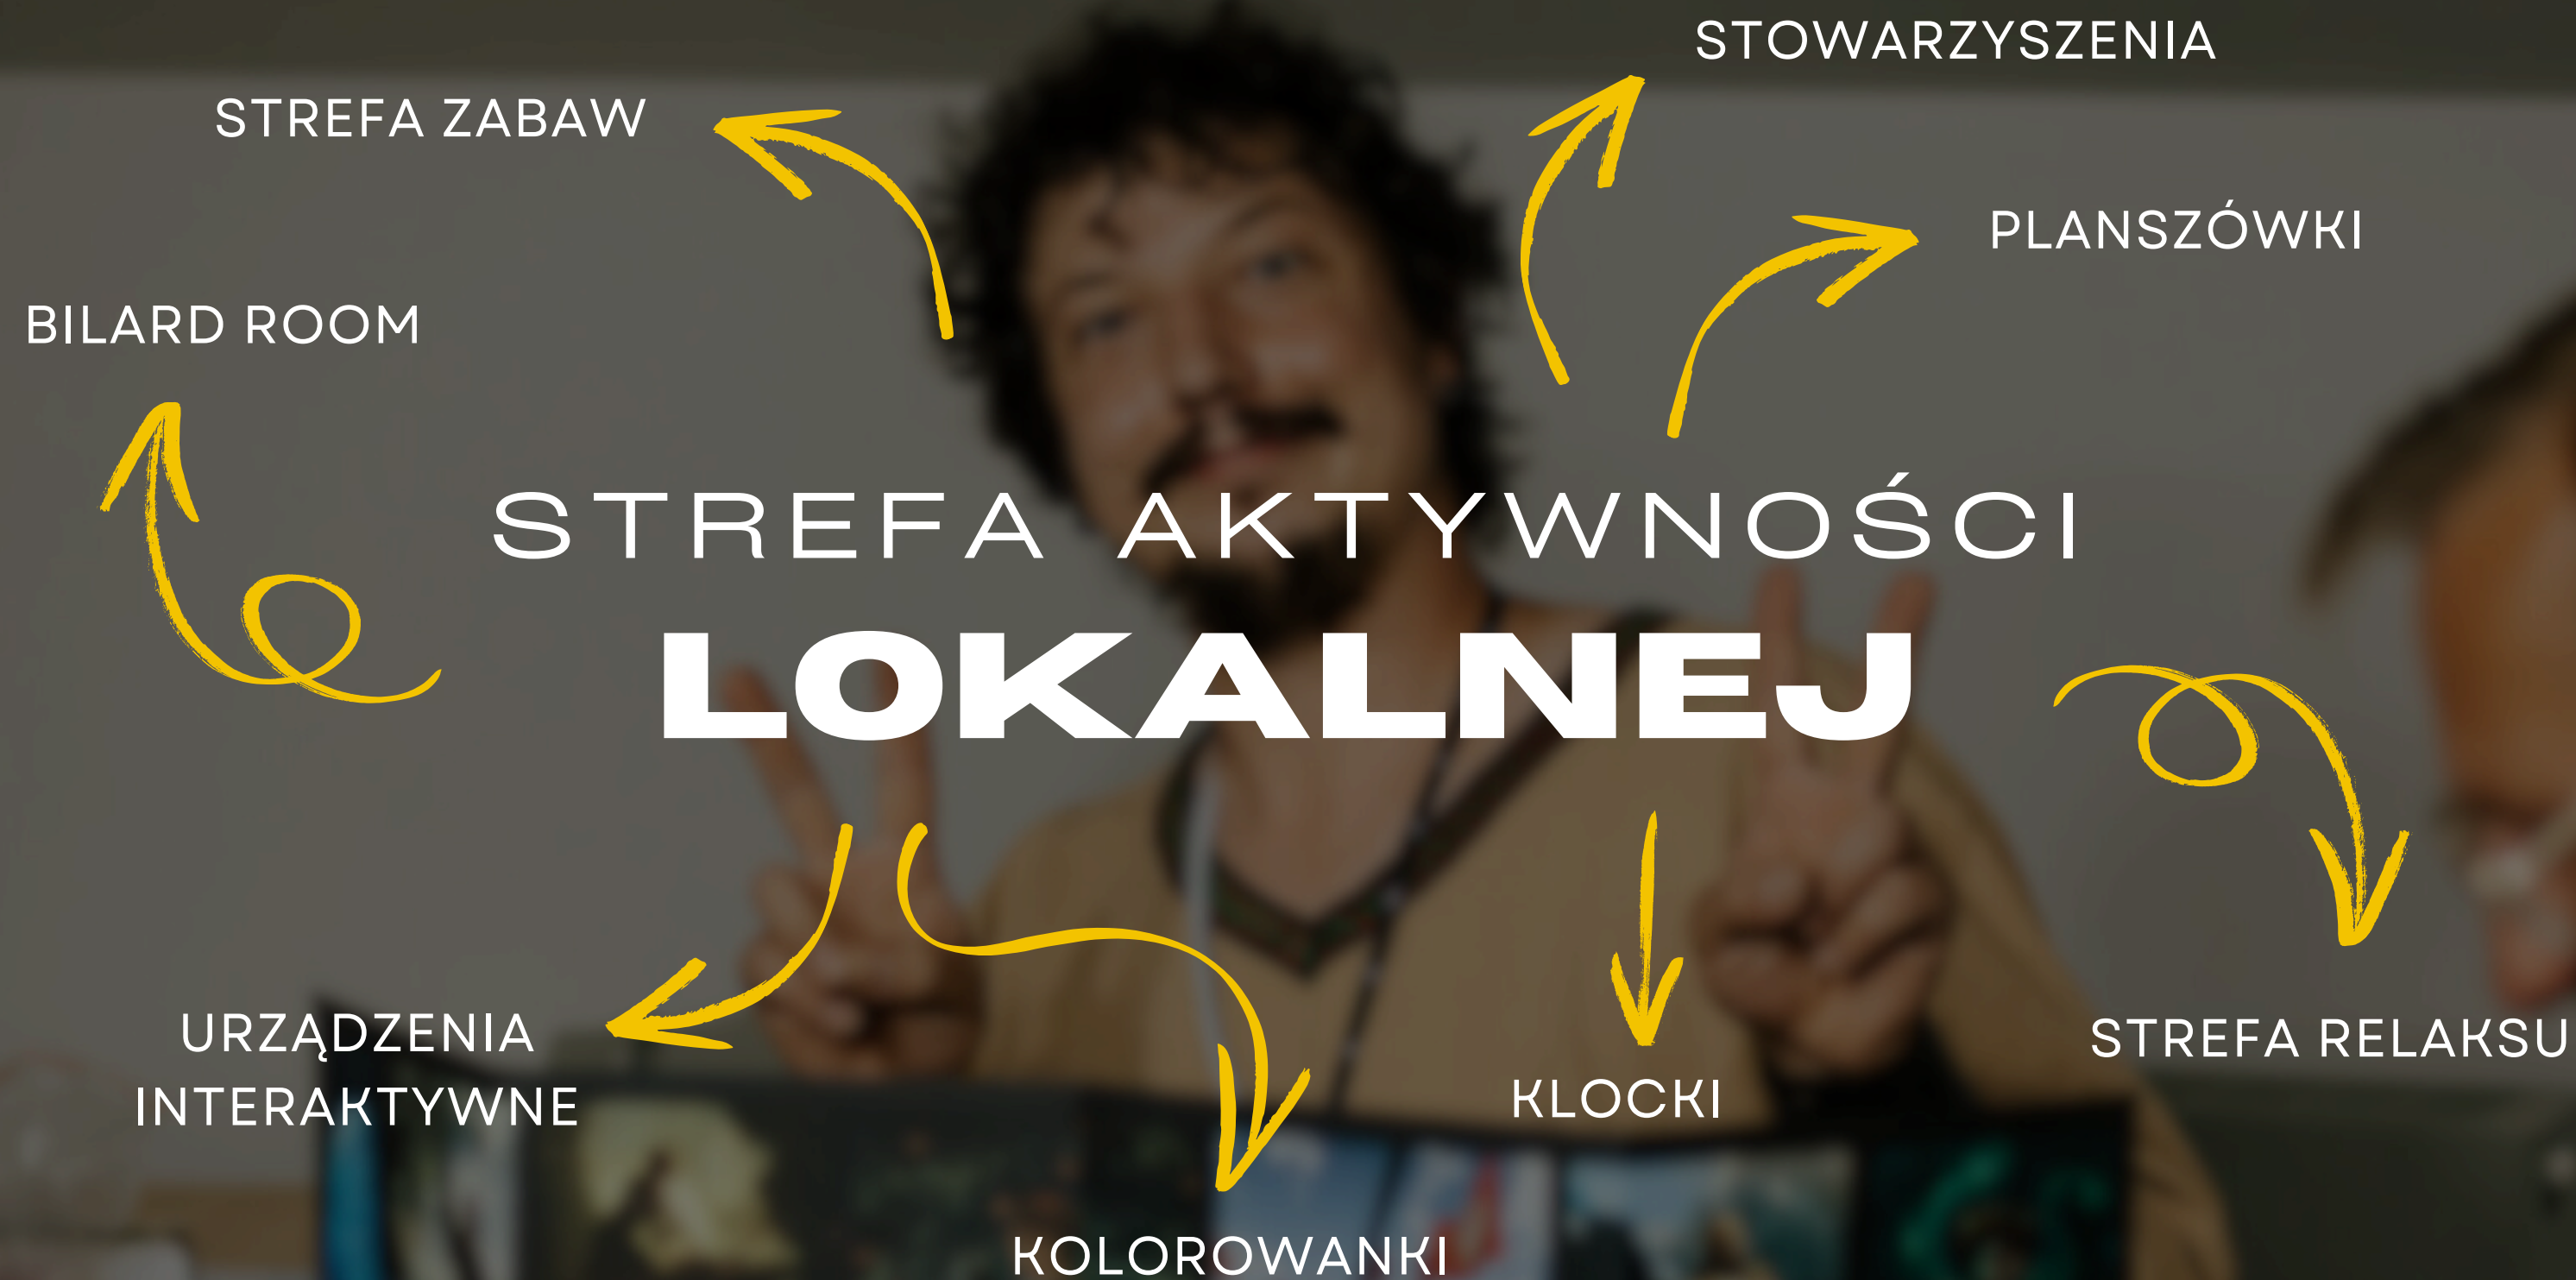 STOWARZYSZENIA
STREFA ZABAW
PLANSZÓWKI
BILARD ROOM
STREFA AKTYWNOŚCI
LOKALNEJ
URZĄDZENIA
INTERAKTYWNE
STREFA RELAKSU
KLOCKI
KOLOROWANKI